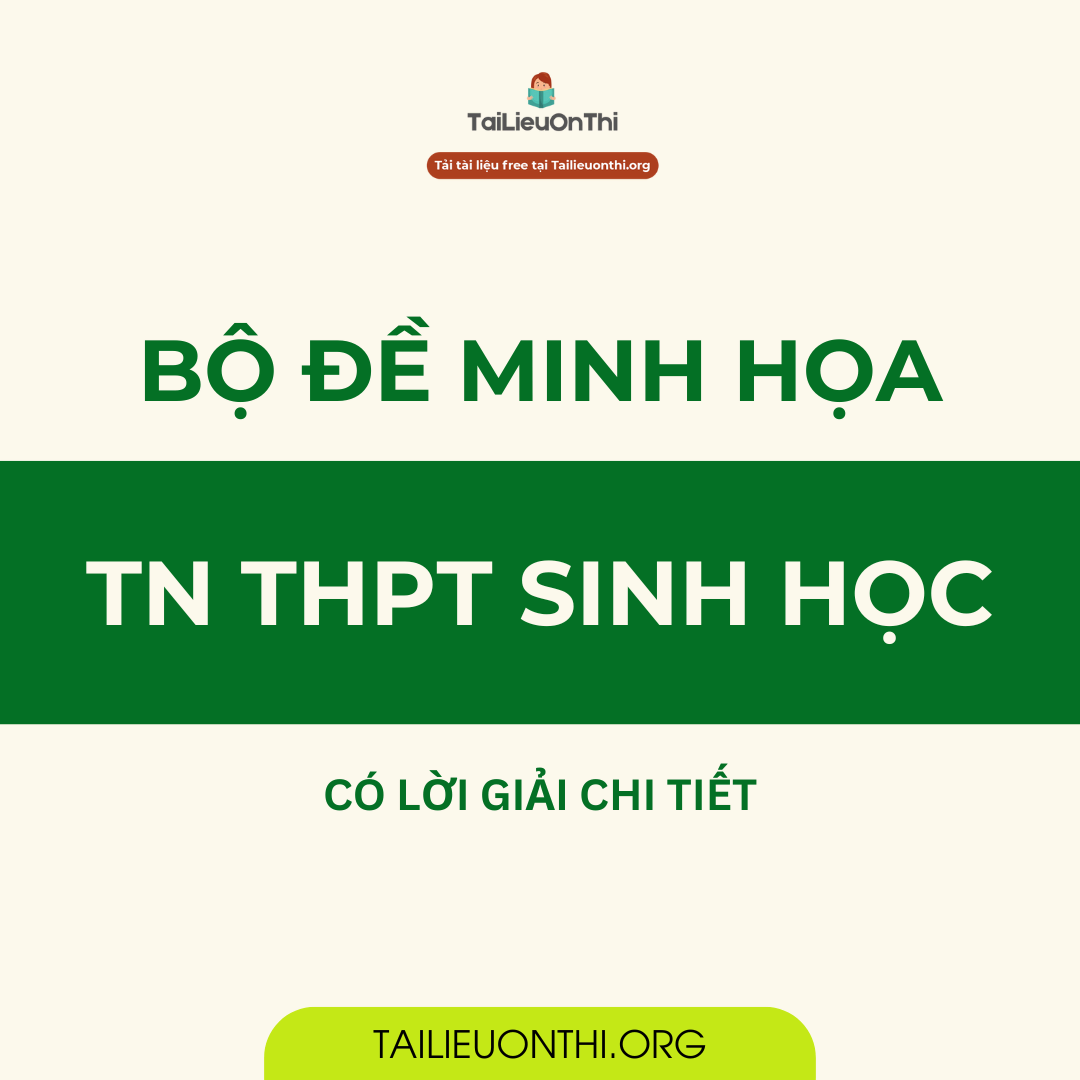 TaiLieuOnThi
Tải tài liệu free tại Tailieuonthi.org
BỘ ĐỀ MINH HỌA
TN THPT SINH HỌC
CÓ LỜI GIẢI CHI TIẾT
TAILIEUONTHI.ORG